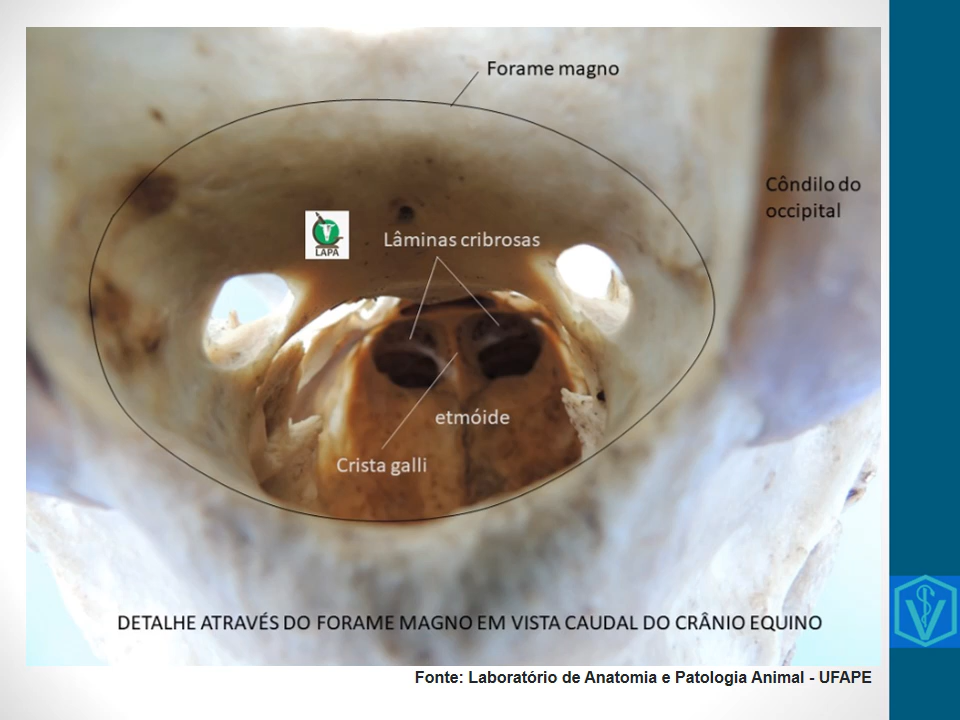 Forame magno
Côndilo do
occipital
LAPA
Lâminas cribrosas
etmóide
Crista galli
DETALHE ATRAVÉS DO FORAME MAGNO EM VISTA CAUDAL DO CRÂNIO EQUINO
Fonte: Laboratório de Anatomia e Patologia Animal - UFAPE